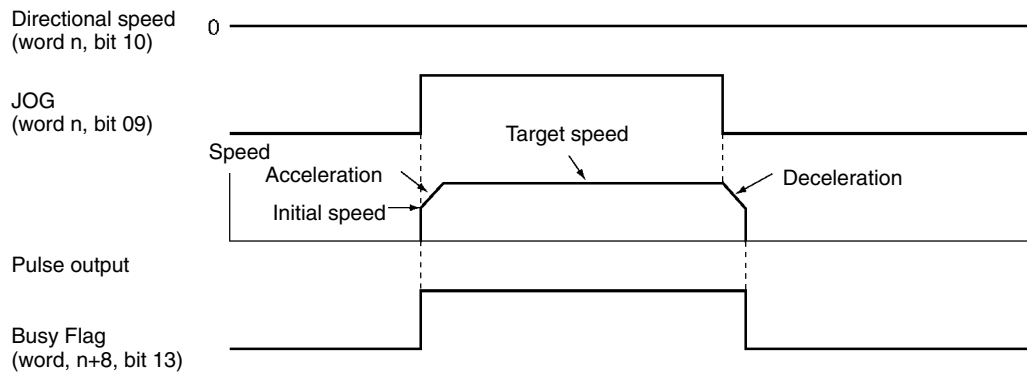 Directional speed
(word n, bit 10)
0
JOG
(word n, bit 09)
Target speed
Speed
Acceleration
Deceleration
Initial speed
Pulse output
Busy Flag
(word, n+8, bit 13)